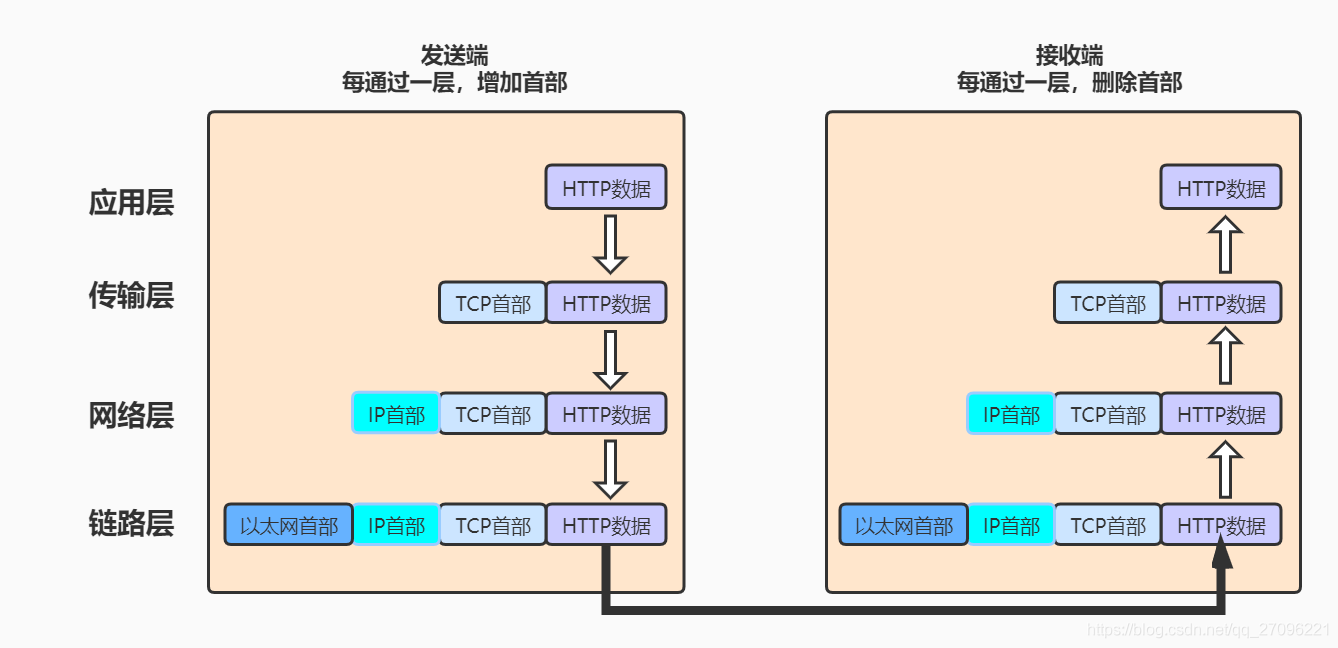 发送端
每通过一层，增加首部
接收端
每通过一层，删除首部
应用层
HTTP数据
HTTP数据
传输层
TCP首部 HTTP数据
TCP首部 HTTP数据
网络层
IP首部 TCP首部 HTTP数据
IP首部 TCP首部 HTTP数据
链路层
以太网首部 IP首部 TCP首部 HTTP数据
以太网首部 IP首部 TCP首部 HTTP数据
https://blog.csdn.net/qq_27096221